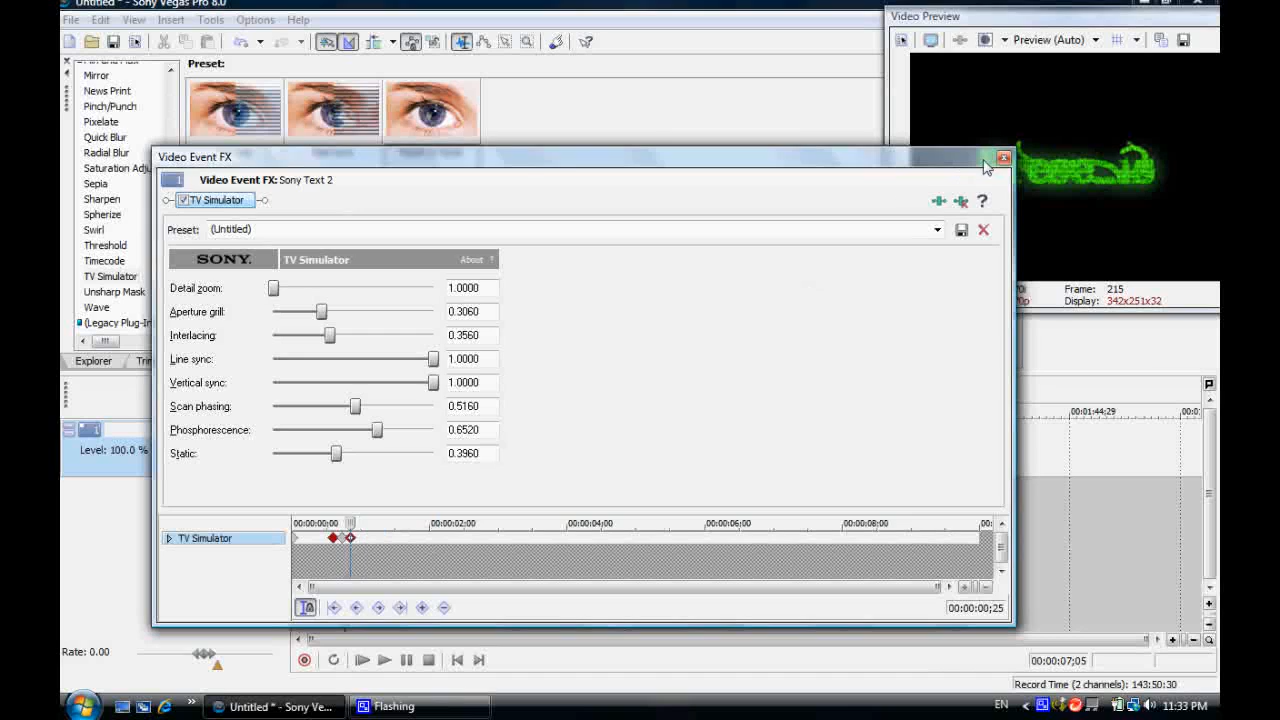 Untitled * - Sony Vegas Pro 8.0
File Edit View Insert Tools Options Help
Video Preview
Preview (Auto)
Preset:
Mirror
News Print
Pinch/Punch
Pixelate
Quick Blur
Radial Blur
Saturation Adju
Sepia
Sharpen
Spherize
Swirl
Threshold
Timecode
TV Simulator
Unsharp Mask
Wave
(Legacy Plug-In
Explorer
Video Event FX
Video Event FX: Sony Text 2
TV Simulator
Preset: (Untitled)
SONY. TV Simulator About ?
Detail zoom: 1.0000
Aperture grill: 0.3060
Interlacing: 0.3560
Line sync: 1.0000
Vertical sync: 1.0000
Scan phasing: 0.5160
Phosphorescence: 0.6520
Static: 0.3960
Frame: 215
Display: 342x251x32
00:01:44;29
1
Level: 100.0 %
00:00:00;00 00:00:02;00 00:00:04;00 00:00:06;00 00:00:08;00
TV Simulator
00:00:00;25
Rate: 0.00
00:00:07;05
Record Time (2 channels): 143:50:30
Untitled * - Sony Ve...
Flashing
EN
11:33 PM